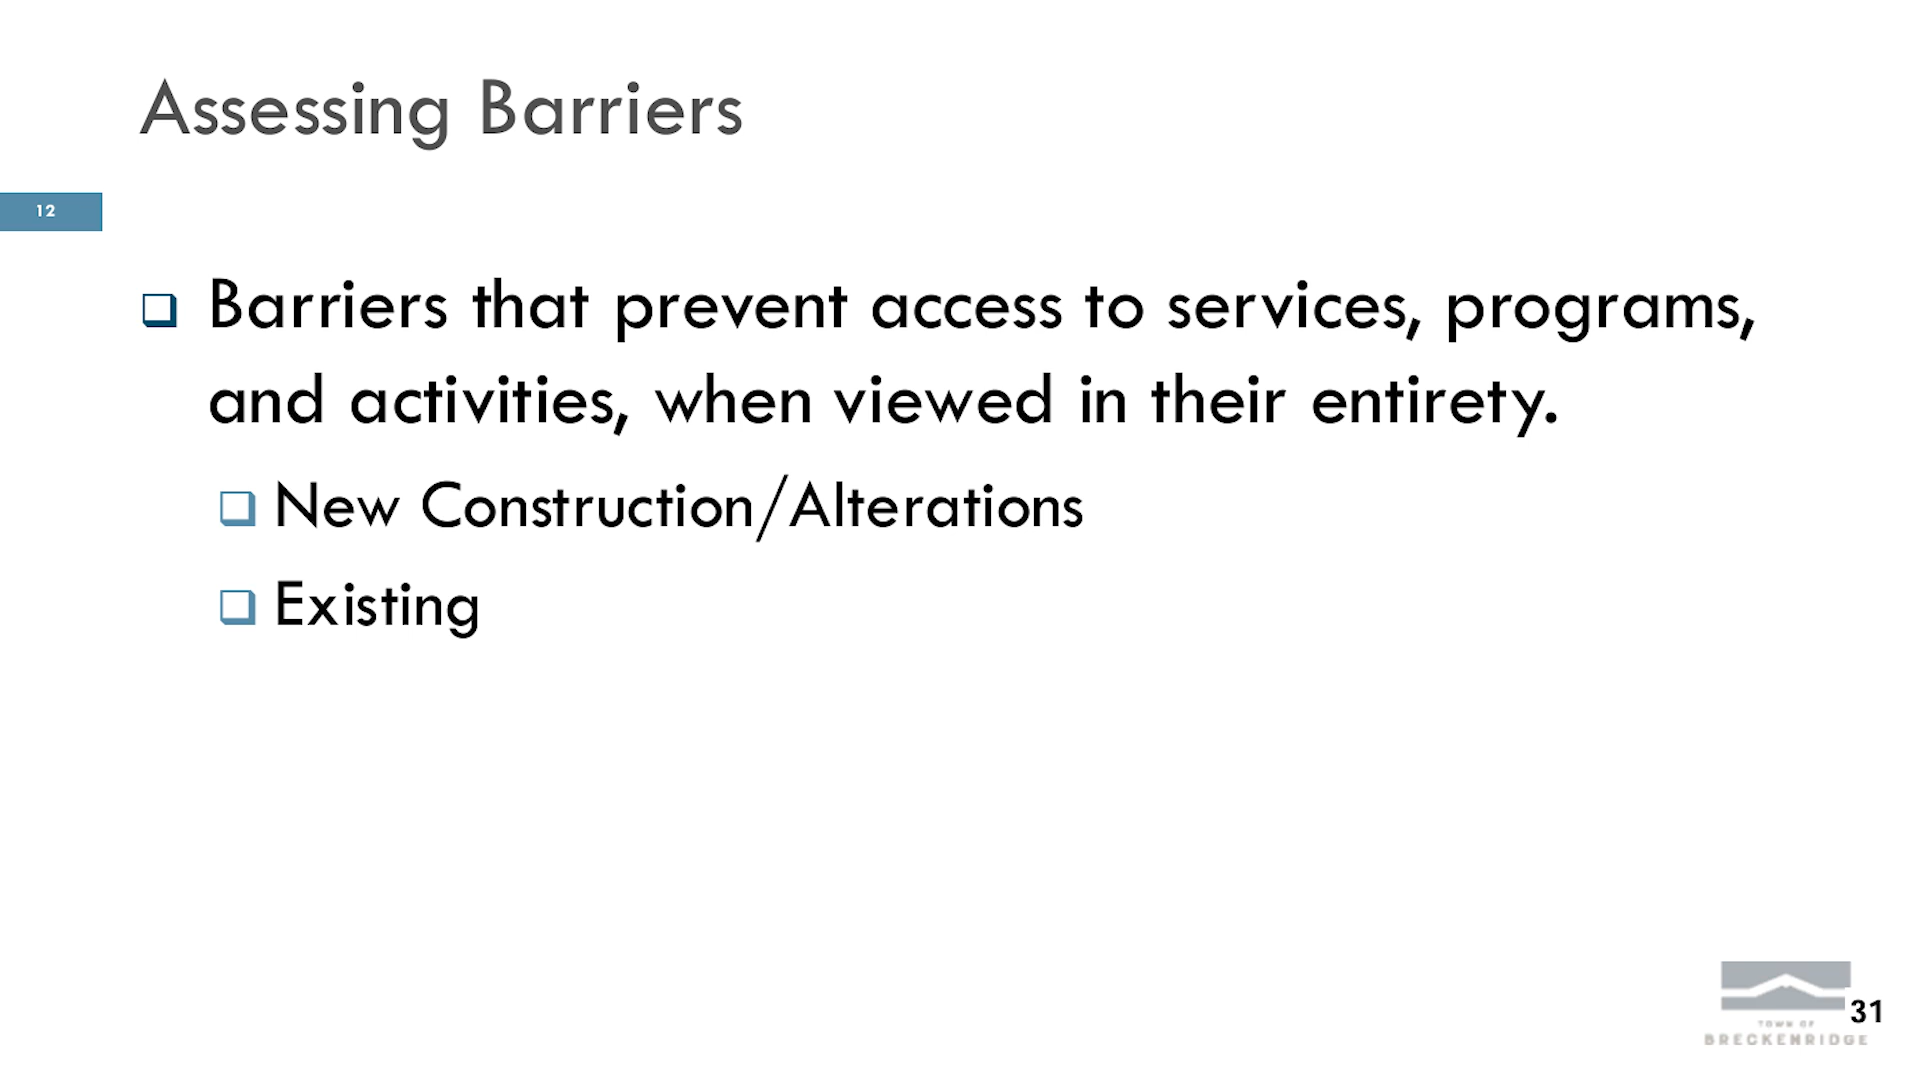 Assessing Barriers
12
Barriers that prevent access to services, programs,
and activities, when viewed in their entirety.
New Construction/Alterations
Existing
31
TOWN OF
BRECKENRIDGE